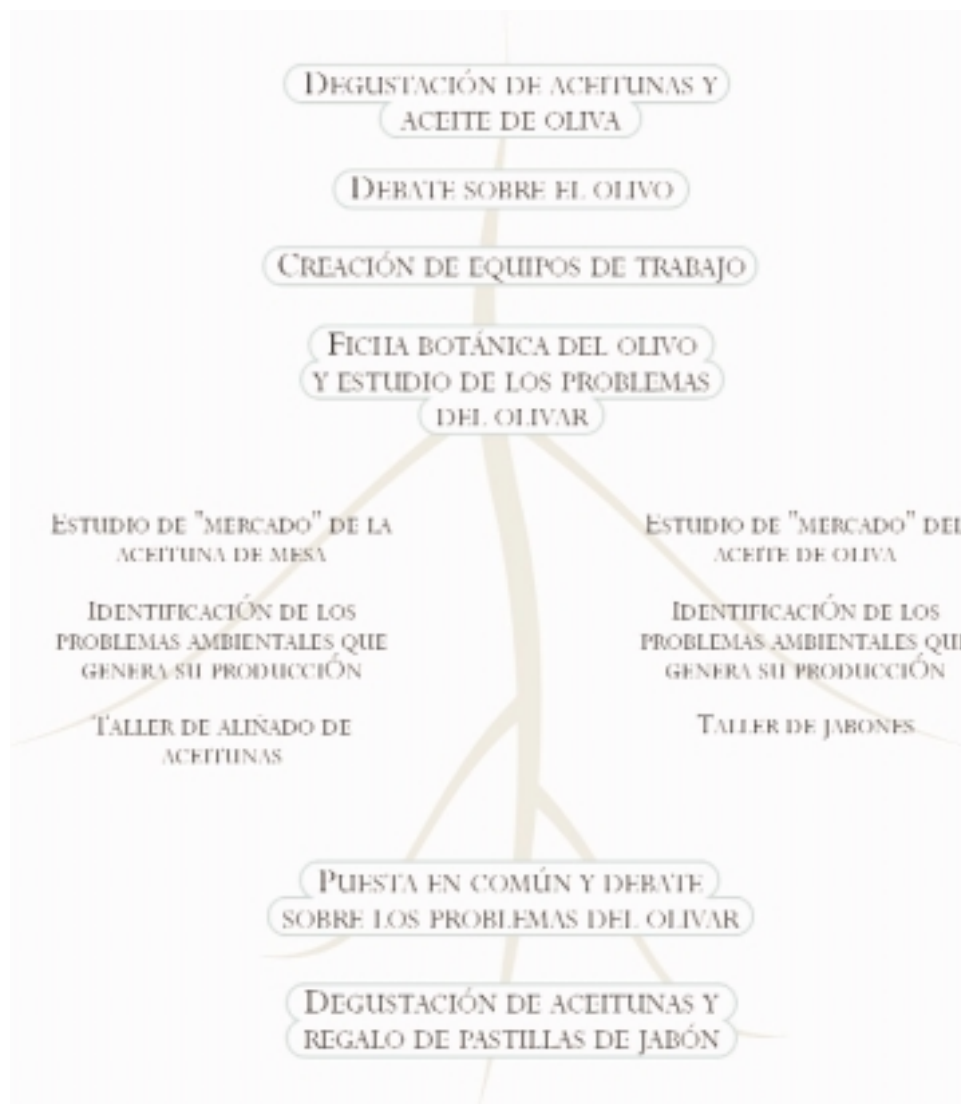 DEGUSTACIÓN DE ACEITUNAS Y
ACEITE DE OLIVA
DEBATE SOBRE EL OLIVO
CREACIÓN DE EQUIPOS DE TRABAJO
FICHA BOTÁNICA DEL OLIVO
Y ESTUDIO DE LOS PROBLEMAS
DEL OLIVAR
ESTUDIO DE "MERCADO" DE LA
ACEITUNA DE MESA
IDENTIFICACIÓN DE LOS
PROBLEMAS AMBIENTALES QUE
GENERA SU PRODUCCIÓN
TALLER DE ALIÑADO DE
ACEITUNAS
ESTUDIO DE "MERCADO" DEL
ACEITE DE OLIVA
IDENTIFICACIÓN DE LOS
PROBLEMAS AMBIENTALES QUE
GENERA SU PRODUCCIÓN
TALLER DE JABONES
PUESTA EN COMÚN Y DEBATE
SOBRE LOS PROBLEMAS DEL OLIVAR
DEGUSTACIÓN DE ACEITUNAS Y
REGALO DE PASTILLAS DE JABÓN